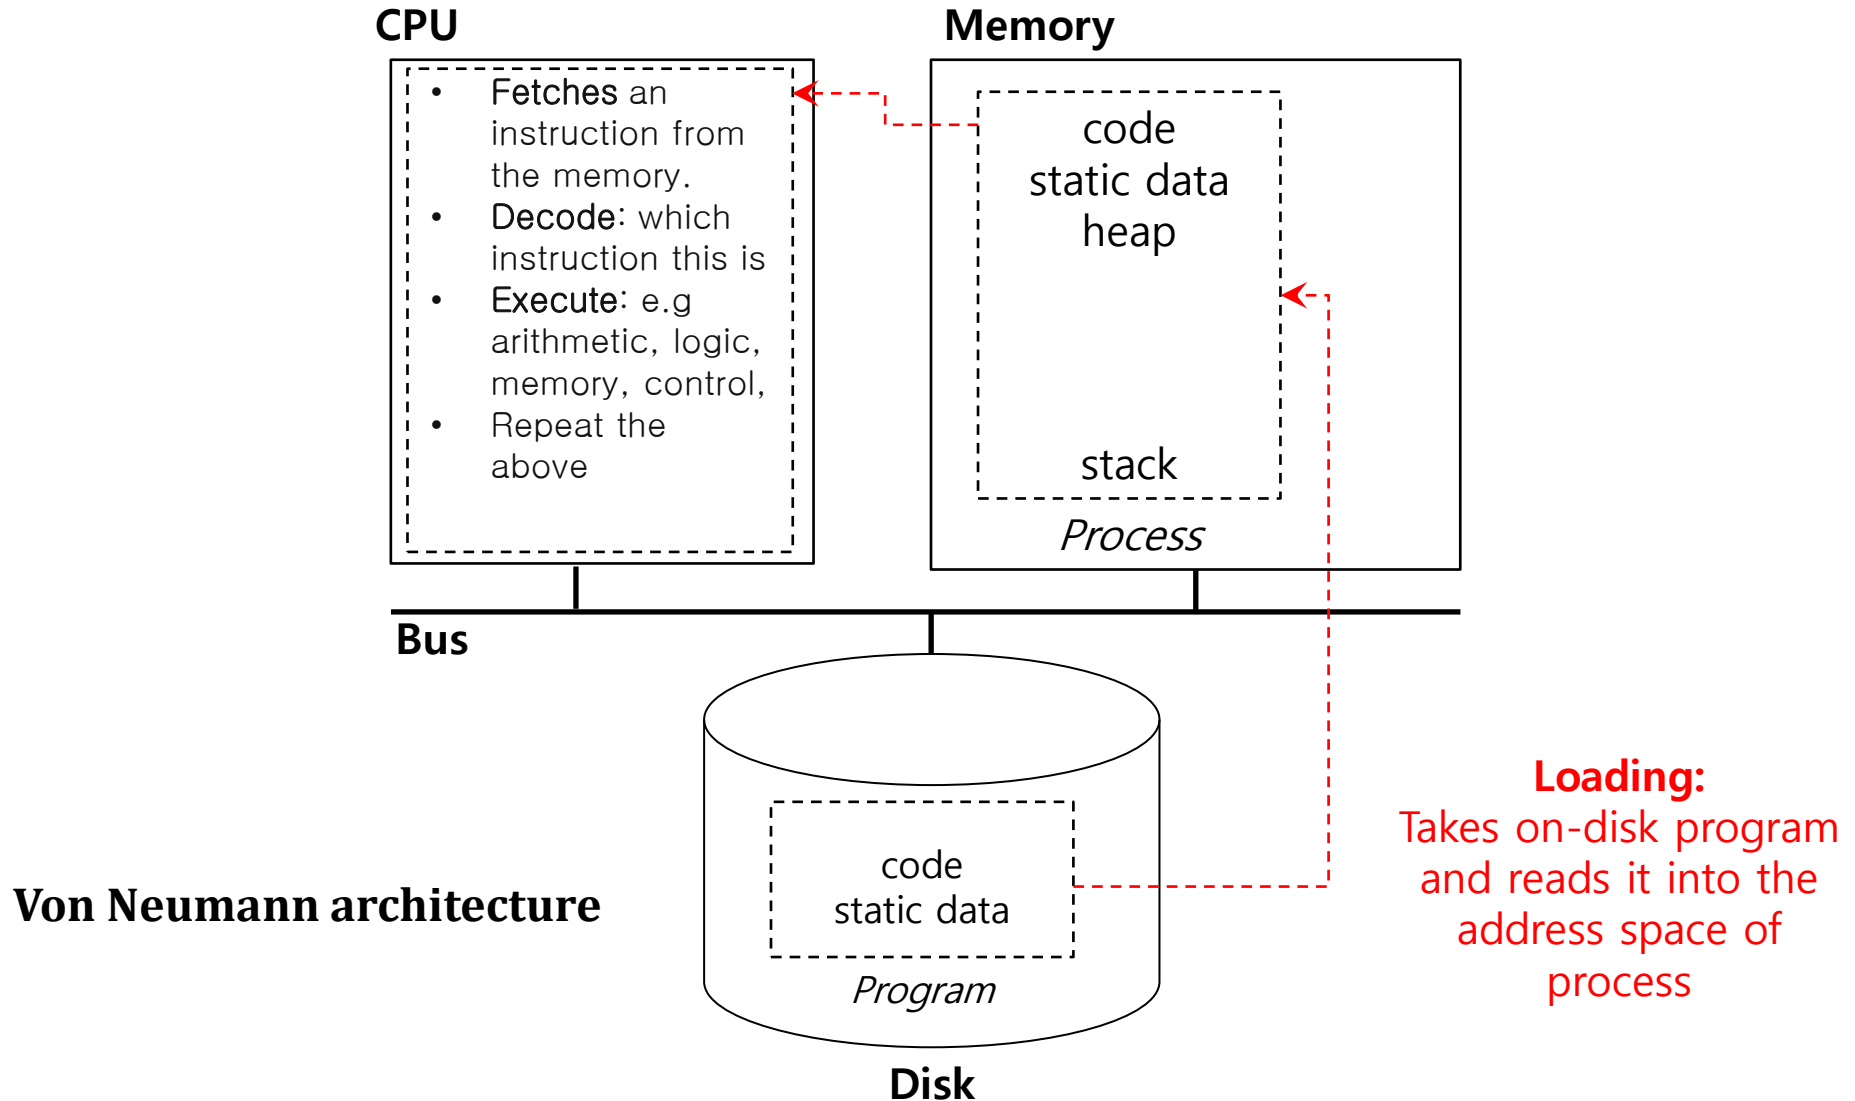 CPU
• Fetches an
instruction from
the memory.
• Decode: which
instruction this is
• Execute: e.g
arithmetic, logic,
memory, control,
• Repeat the
above
Memory
code
static data
heap
stack
Process
Bus
code
static data
Program
Disk
Von Neumann architecture
Loading:
Takes on-disk program
and reads it into the
address space of
process